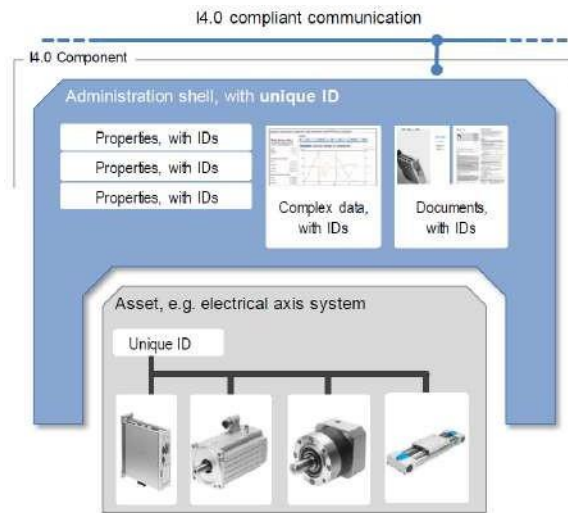 I4.0 compliant communication
I4.0 Component
Administration shell, with unique ID
Properties, with IDs
Properties, with IDs
Properties, with IDs
Complex data,
with IDs
Documents,
with IDs
Asset, e.g. electrical axis system
Unique ID